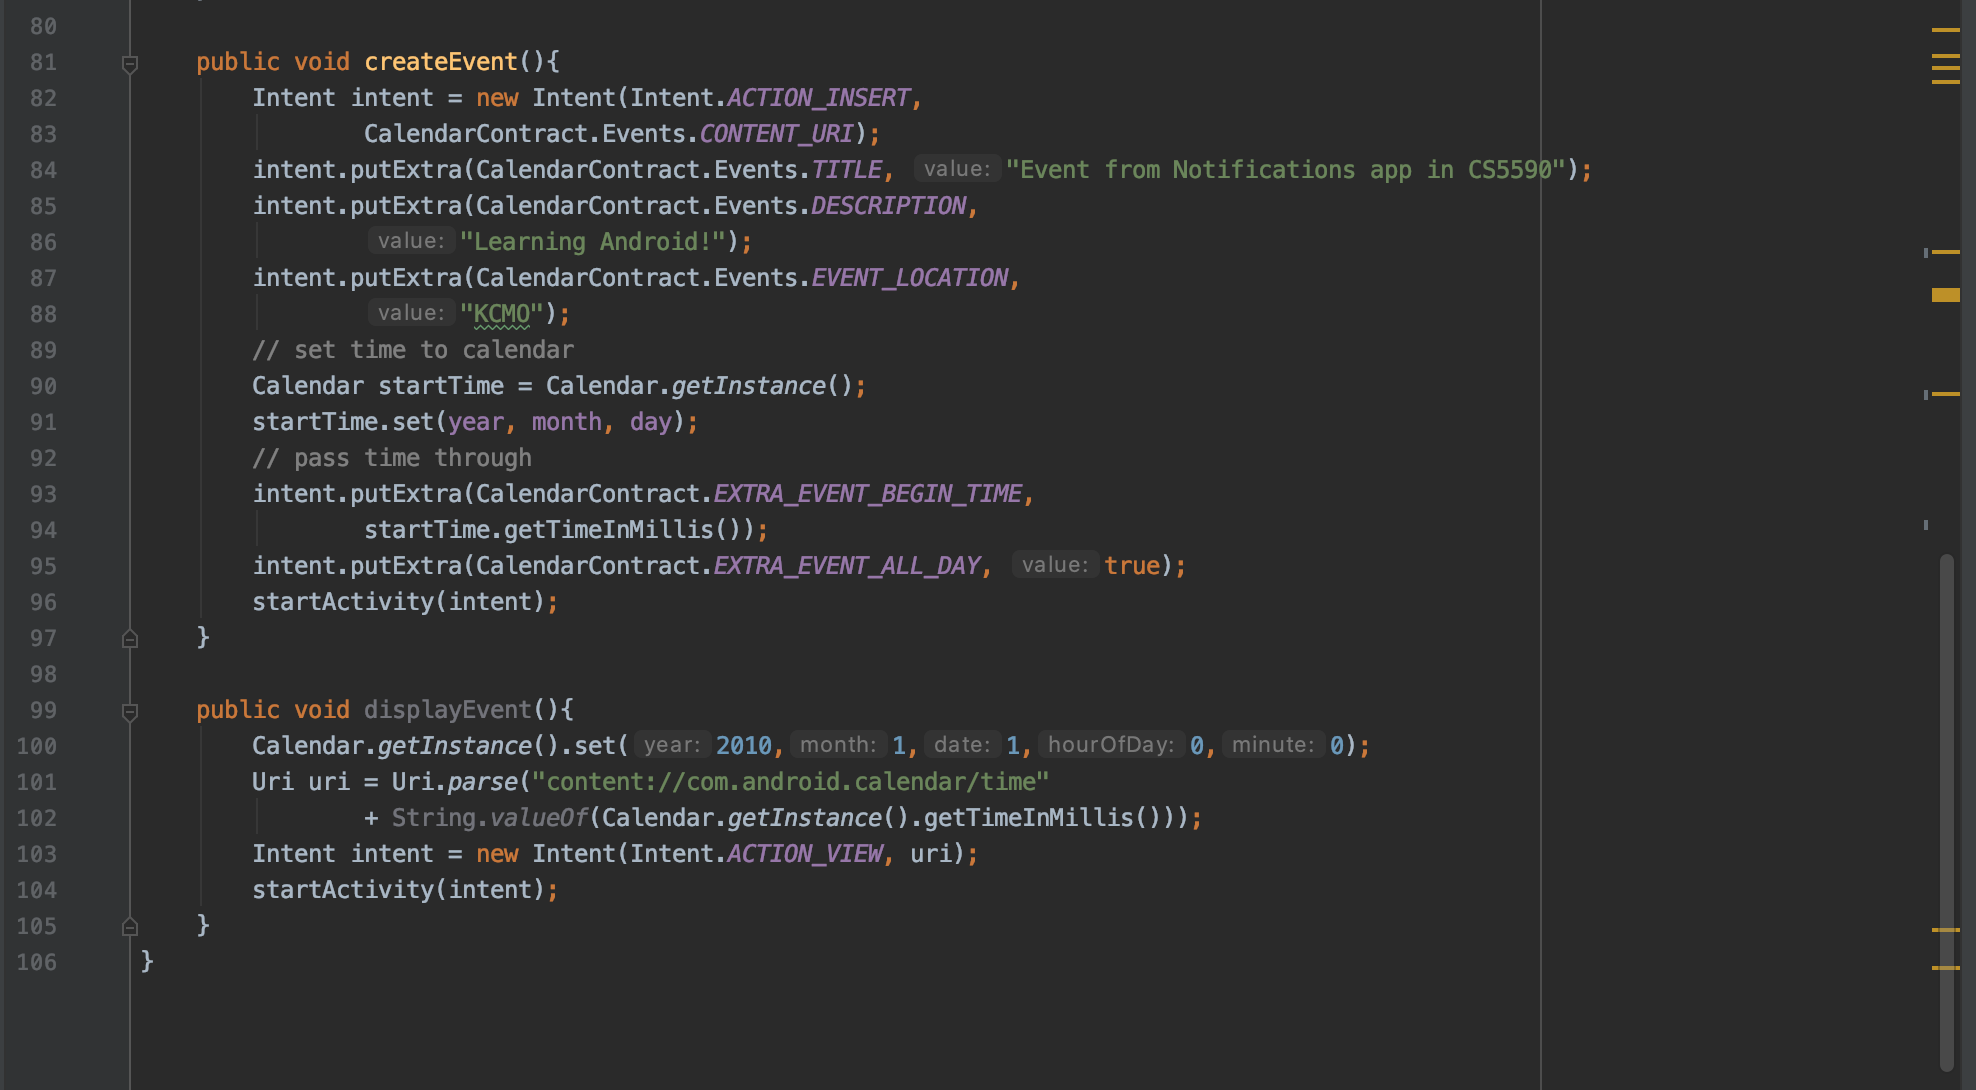 80
81 public void createEvent(){
82 Intent intent = new Intent(Intent.ACTION_INSERT,
83 CalendarContract.Events.CONTENT_URI);
84 intent.putExtra(CalendarContract.Events.TITLE, value: "Event from Notifications app in CS5590");
85 intent.putExtra(CalendarContract.Events.DESCRIPTION,
86 value: "Learning Android!");
87 intent.putExtra(CalendarContract.Events.EVENT_LOCATION,
88 value: "KCMO");
89 // set time to calendar
90 Calendar startTime = Calendar.getInstance();
91 startTime.set(year, month, day);
92 // pass time through
93 intent.putExtra(CalendarContract.EXTRA_EVENT_BEGIN_TIME,
94 startTime.getTimeInMillis());
95 intent.putExtra(CalendarContract.EXTRA_EVENT_ALL_DAY, value: true);
96 startActivity(intent);
97 }
98
99 public void displayEvent(){
100 Calendar.getInstance().set( year: 2010, month: 1, date: 1, hourOfDay: 0, minute: 0);
101 Uri uri = Uri.parse("content://com.android.calendar/time"
102 + String.valueOf(Calendar.getInstance().getTimeInMillis()));
103 Intent intent = new Intent(Intent.ACTION_VIEW, uri);
104 startActivity(intent);
105 }
106 }